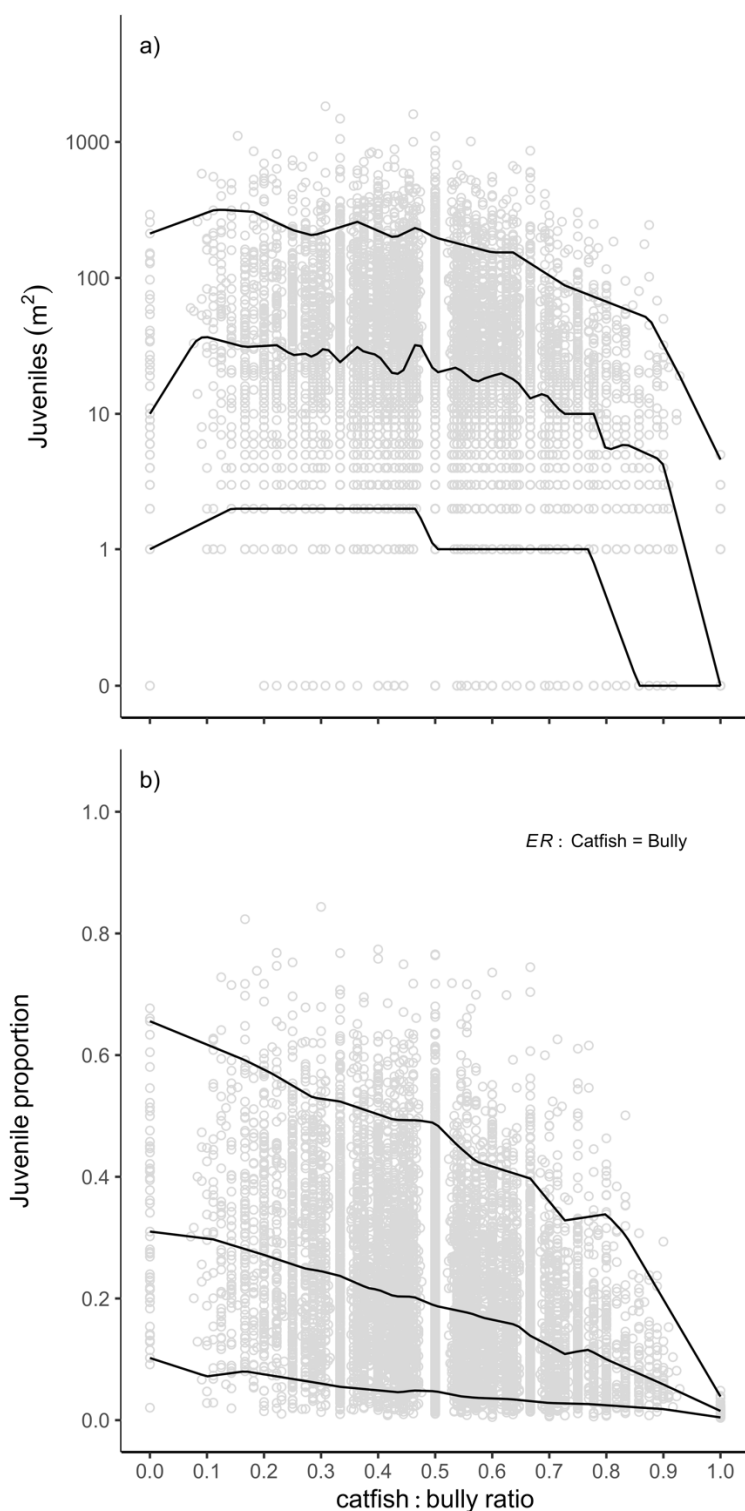 a)
1000
100
10
1
0
Juveniles (m²)
b)
1.0
0.8
0.6
0.4
0.2
0.0
Juvenile proportion
ER : Catfish = Bully
0.0 0.1 0.2 0.3 0.4 0.5 0.6 0.7 0.8 0.9 1.0
catfish : bully ratio